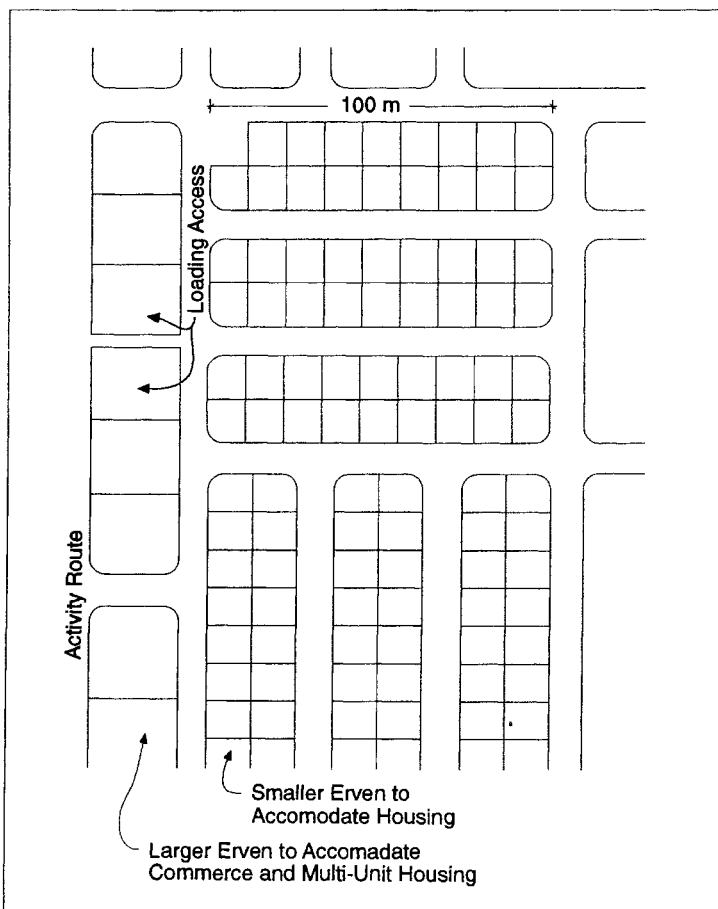 100 m
Loading Access
Activity Route
Smaller Erven to
Accomodate Housing
Larger Erven to Accomadate
Commerce and Multi-Unit Housing